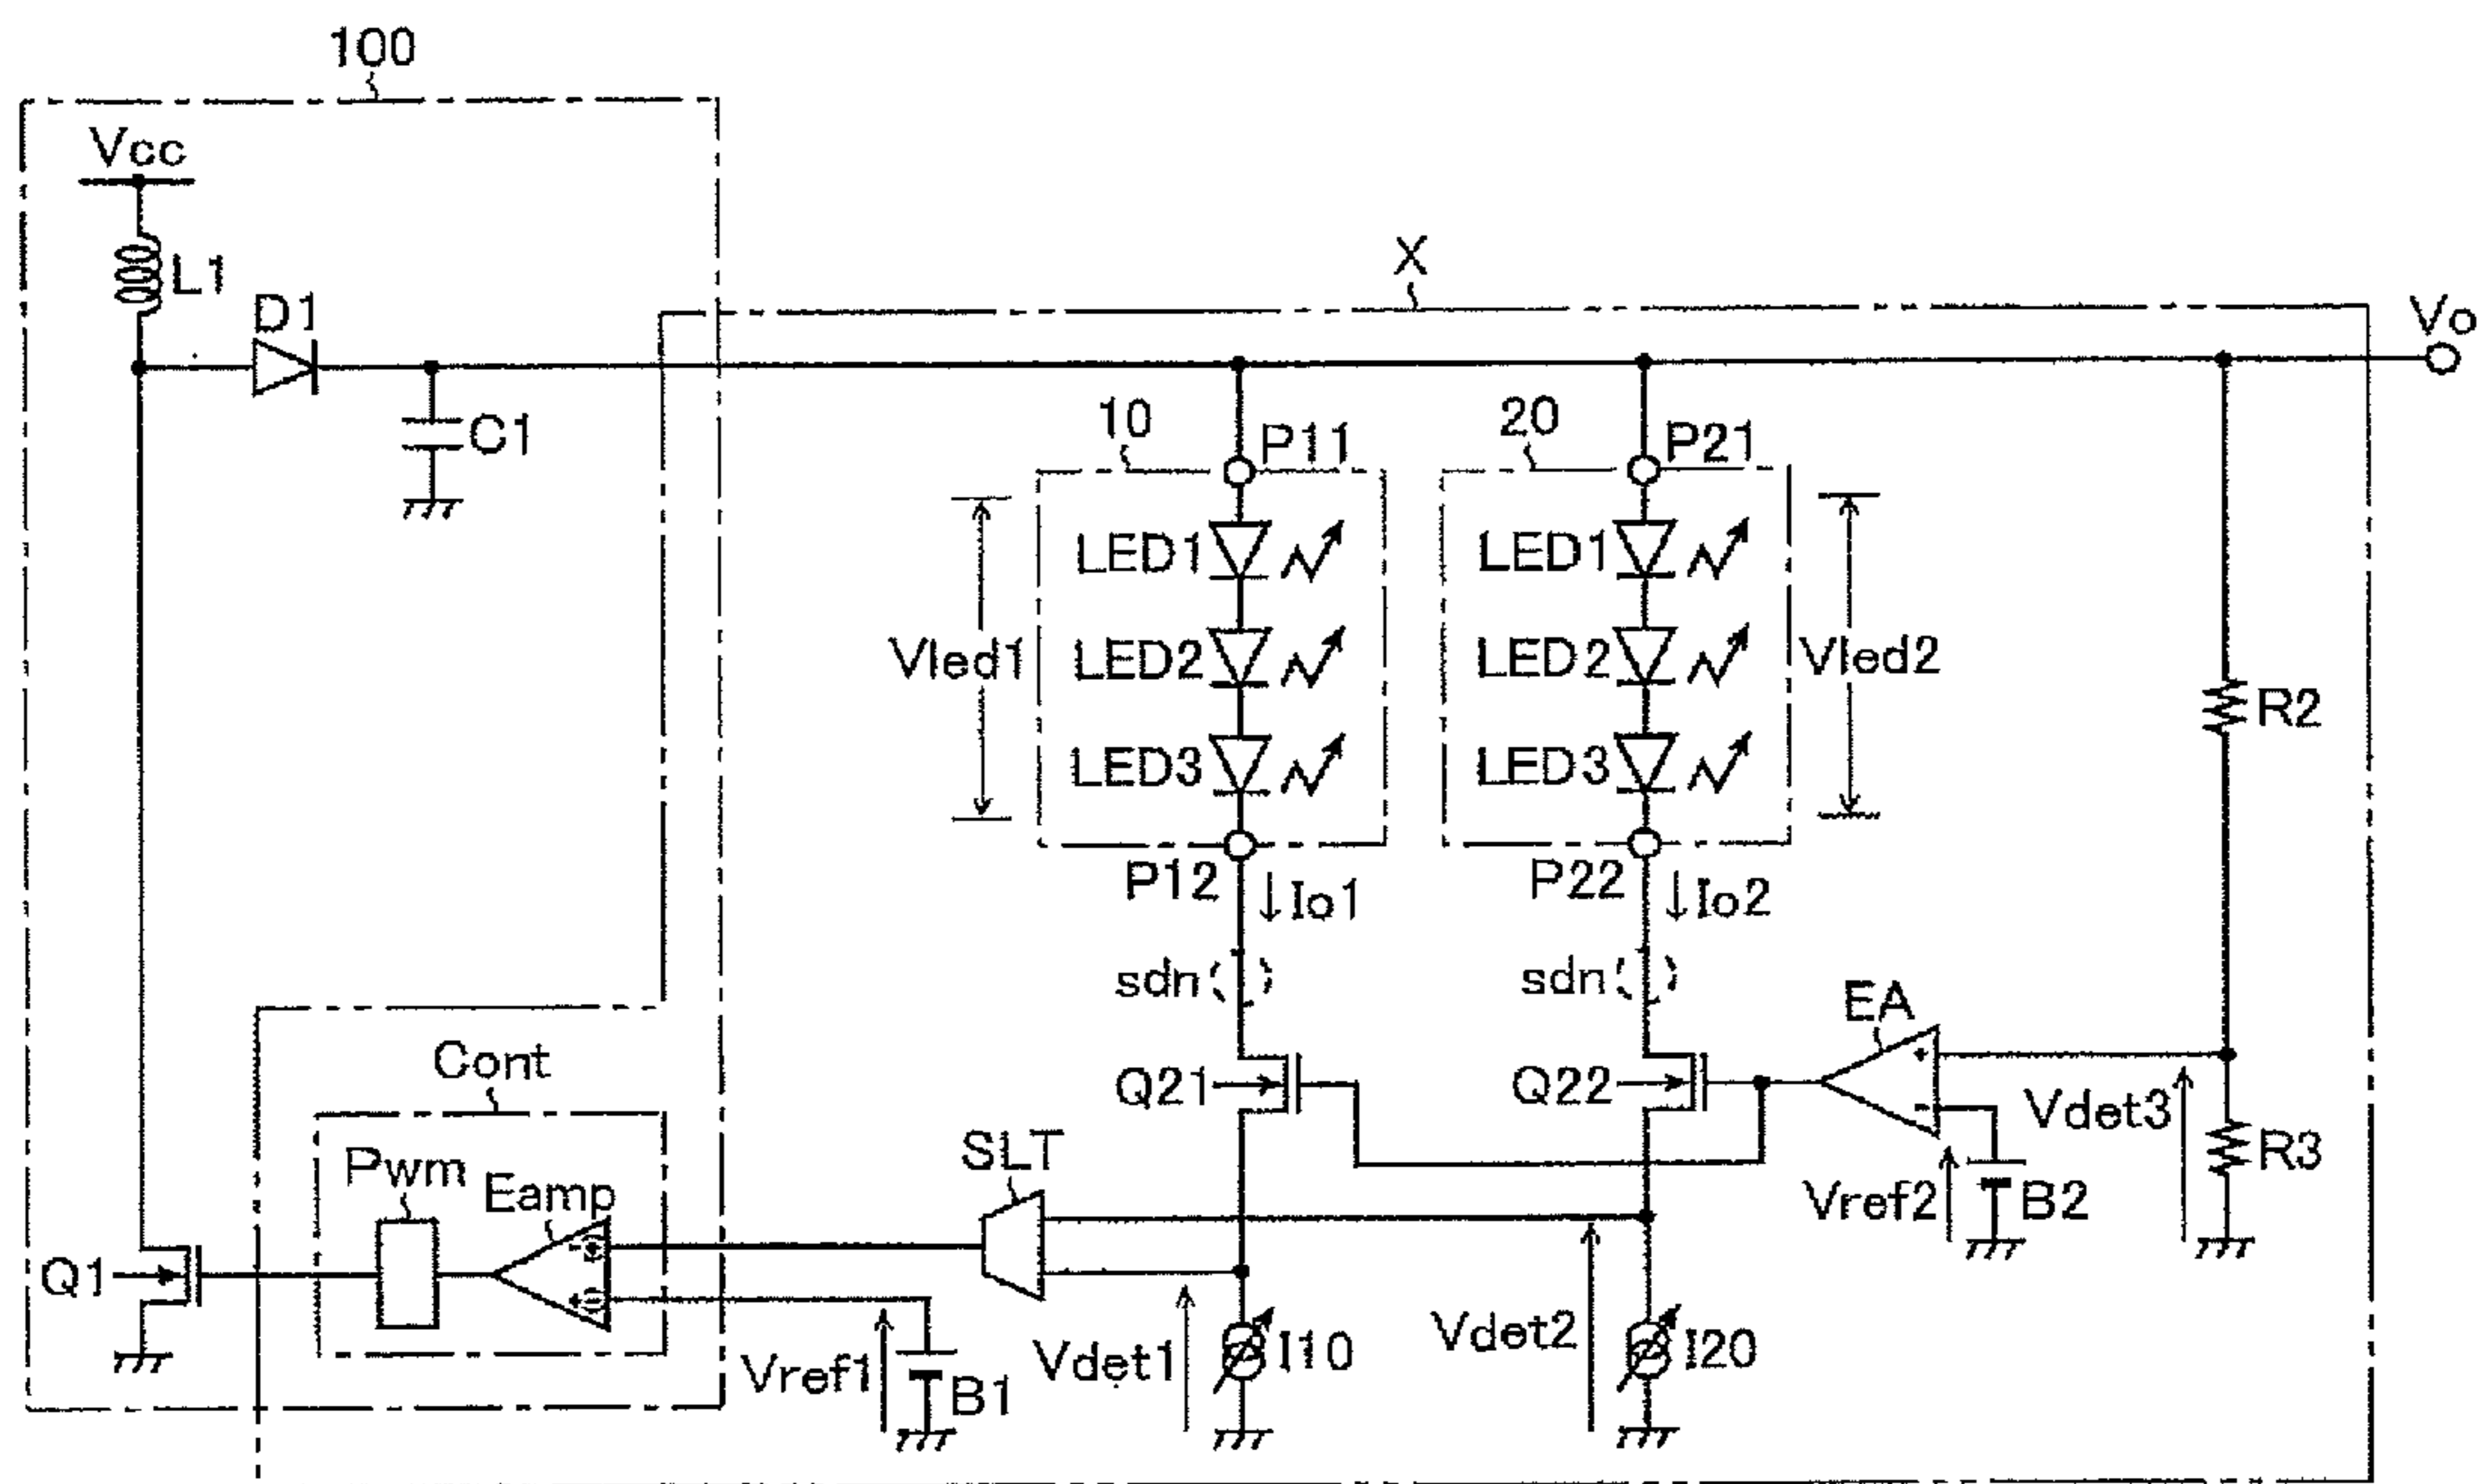 100
Vcc
L1
D1
C1
X
Vo
10
P11
20
P21
LED1
LED1
Vled1
LED2
LED2
Vled2
R2
LED3
LED3
P12
Io1
P22
Io2
sdn
sdn
EA
+
-
Cont
Q21
Q22
Vdet3
SLT
Pwm
Eamp
R3
Vref2
B2
Q1
- +
+ -
Vdet2
Vref1
B1
Vdet1
I10
I20